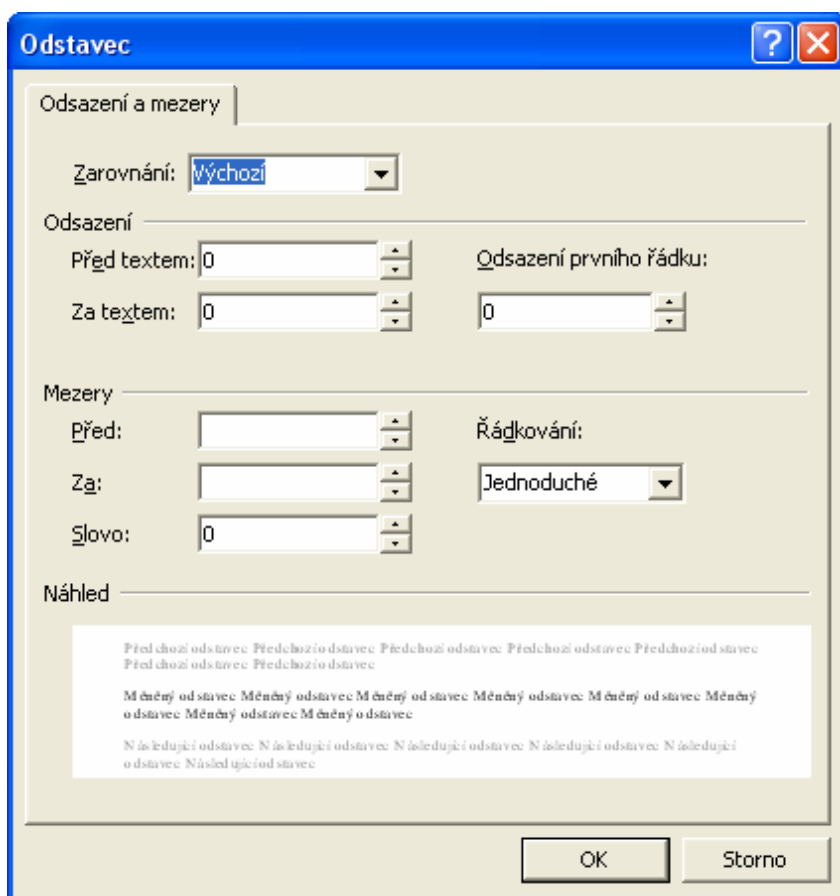 Odstavec
Odsazení a mezery
Zarovnání: Výchozí
Odsazení
Před textem: 0
Odsazení prvního řádku:
Za textem: 0
0
Mezery
Před:
Řádkování:
Za:
Jednoduché
Slovo: 0
Náhled
Předchozí odstavec Předchozí odstavec Předchozí odstavec Předchozí odstavec Předchozí odstavec
Předchozí odstavec Předchozí odstavec
Měněný odstavec Měněný odstavec Měněný odstavec Měněný odstavec Měněný odstavec Měněný
odstavec Měněný odstavec Měněný odstavec
Následující odstavec Následující odstavec Následující odstavec Následující odstavec Následující
odstavec Následující odstavec
OK
Storno